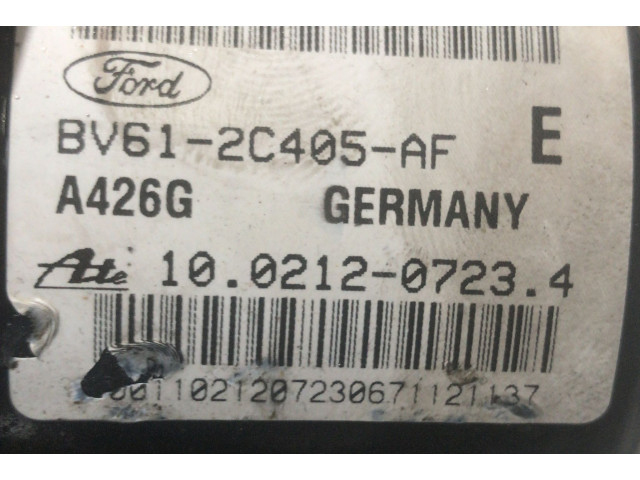 Ford
BV61-2C405-AF E
A426G GERMANY
Ate 10.0212-0723.4